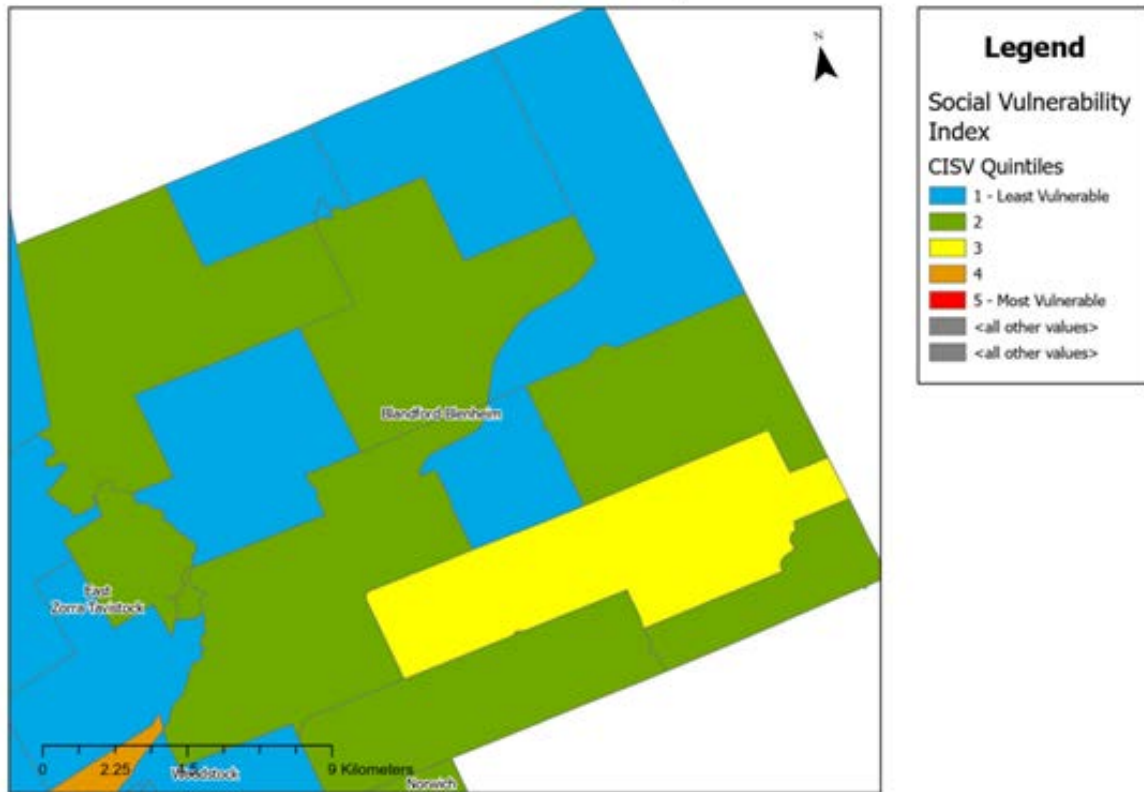 N
Legend
Social Vulnerability
Index
CISV Quintiles
1 - Least Vulnerable
2
3
4
5 - Most Vulnerable
<all other values>
<all other values>
Blandford-Blenheim
East
Zorra-Tavistock
0 2.25 4.5 9 Kilometers
Woodstock
Norwich